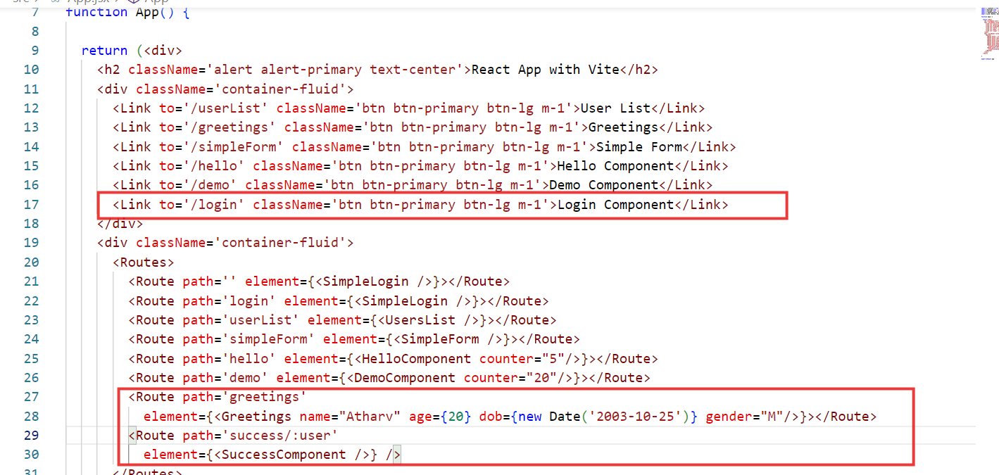 src > App.jsx > App
7 function App() {
8
9 return (<div>
10 <h2 className='alert alert-primary text-center'>React App with Vite</h2>
11 <div className='container-fluid'>
12 <Link to='/userList' className='btn btn-primary btn-lg m-1'>User List</Link>
13 <Link to='/greetings' className='btn btn-primary btn-lg m-1'>Greetings</Link>
14 <Link to='/simpleForm' className='btn btn-primary btn-lg m-1'>Simple Form</Link>
15 <Link to='/hello' className='btn btn-primary btn-lg m-1'>Hello Component</Link>
16 <Link to='/demo' className='btn btn-primary btn-lg m-1'>Demo Component</Link>
17 <Link to='/login' className='btn btn-primary btn-lg m-1'>Login Component</Link>
18 </div>
19 <div className='container-fluid'>
20 <Routes>
21 <Route path='' element={<SimpleLogin />}></Route>
22 <Route path='login' element={<SimpleLogin />}></Route>
23 <Route path='userList' element={<UsersList />}></Route>
24 <Route path='simpleForm' element={<SimpleForm />}></Route>
25 <Route path='hello' element={<HelloComponent counter="5"/>}></Route>
26 <Route path='demo' element={<DemoComponent counter="20"/>}></Route>
27 <Route path='greetings'
28 element={<Greetings name="Atharv" age={20} dob={new Date('2003-10-25')} gender="M"/>}></Route>
29 <Route path='success/:user'
30 element={<SuccessComponent />} />
31 </Routes>